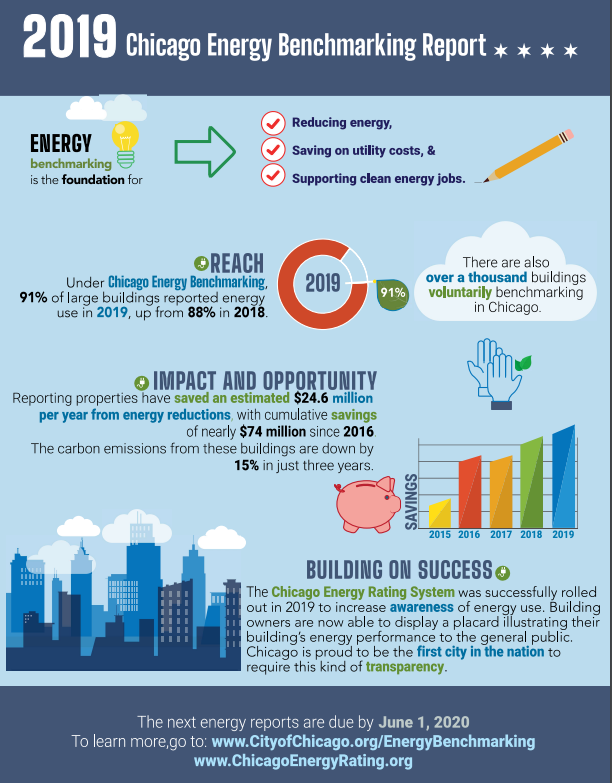 2019 Chicago Energy Benchmarking Report
ENERGY
benchmarking
is the foundation for
Reducing energy,
Saving on utility costs, &
Supporting clean energy jobs.
REACH
Under Chicago Energy Benchmarking,
91% of large buildings reported energy
use in 2019, up from 88% in 2018.
2019
91%
There are also
over a thousand buildings
voluntarily benchmarking
in Chicago.
IMPACT AND OPPORTUNITY
Reporting properties have saved an estimated $24.6 million
per year from energy reductions, with cumulative savings
of nearly $74 million since 2016.
The carbon emissions from these buildings are down by
15% in just three years.
SAVINGS
2015 2016 2017 2018 2019
BUILDING ON SUCCESS
The Chicago Energy Rating System was successfully rolled
out in 2019 to increase awareness of energy use. Building
owners are now able to display a placard illustrating their
building's energy performance to the general public.
Chicago is proud to be the first city in the nation to
require this kind of transparency.
The next energy reports are due by June 1, 2020
To learn more,go to: www.CityofChicago.org/EnergyBenchmarking
www.ChicagoEnergyRating.org